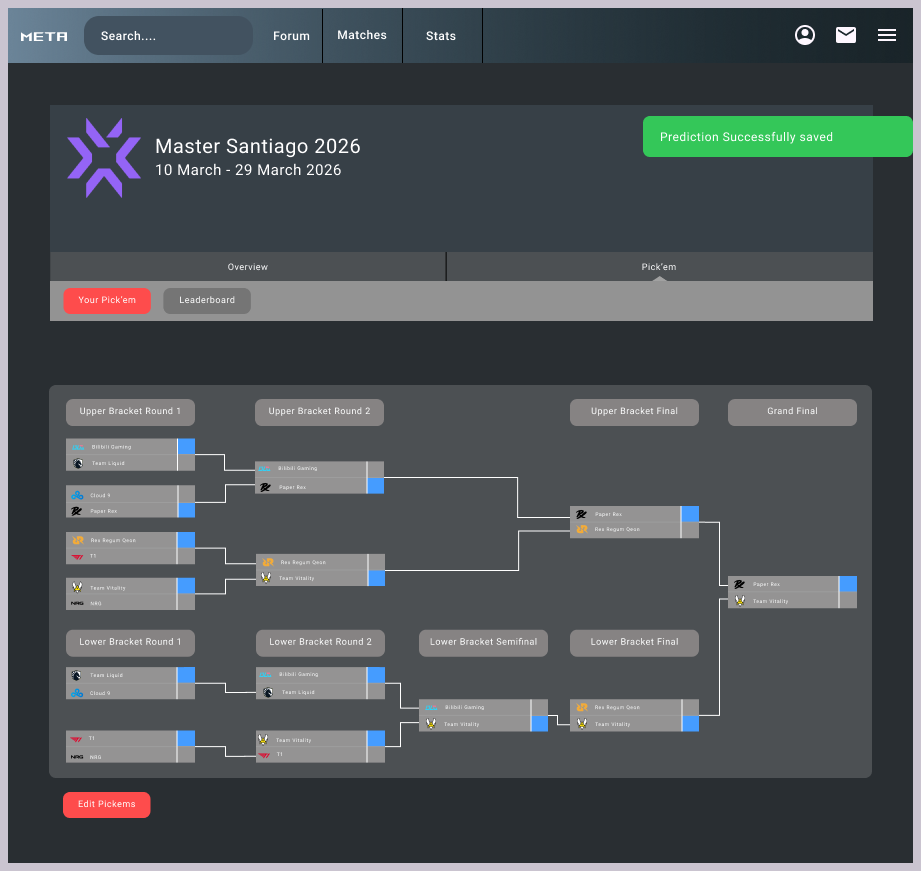 META
Search....
Forum
Matches
Stats
Master Santiago 2026
10 March - 29 March 2026
Prediction Successfully saved
Overview
Pick'em
Your Pick'em
Leaderboard
Upper Bracket Round 1
Upper Bracket Round 2
Upper Bracket Final
Grand Final
Bilibili Gaming
Team Liquid
Cloud 9
Paper Rex
Rex Regum Qeon
T1
Team Vitality
NRG NRG
Bilibili Gaming
Paper Rex
Rex Regum Qeon
Team Vitality
Paper Rex
Rex Regum Qeon
Paper Rex
Team Vitality
Lower Bracket Round 1
Lower Bracket Round 2
Lower Bracket Semifinal
Lower Bracket Final
Team Liquid
Cloud 9
T1
NRG NRG
Bilibili Gaming
Team Liquid
Team Vitality
T1
Bilibili Gaming
Team Vitality
Rex Regum Qeon
Team Vitality
Edit Pickems